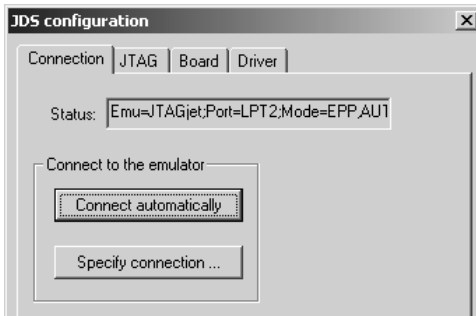 JDS configuration
Connection JTAG Board Driver
Status: Emu=JTAGjet;Port=LPT2;Mode=EPP,AUT
Connect to the emulator
Connect automatically
Specify connection ...